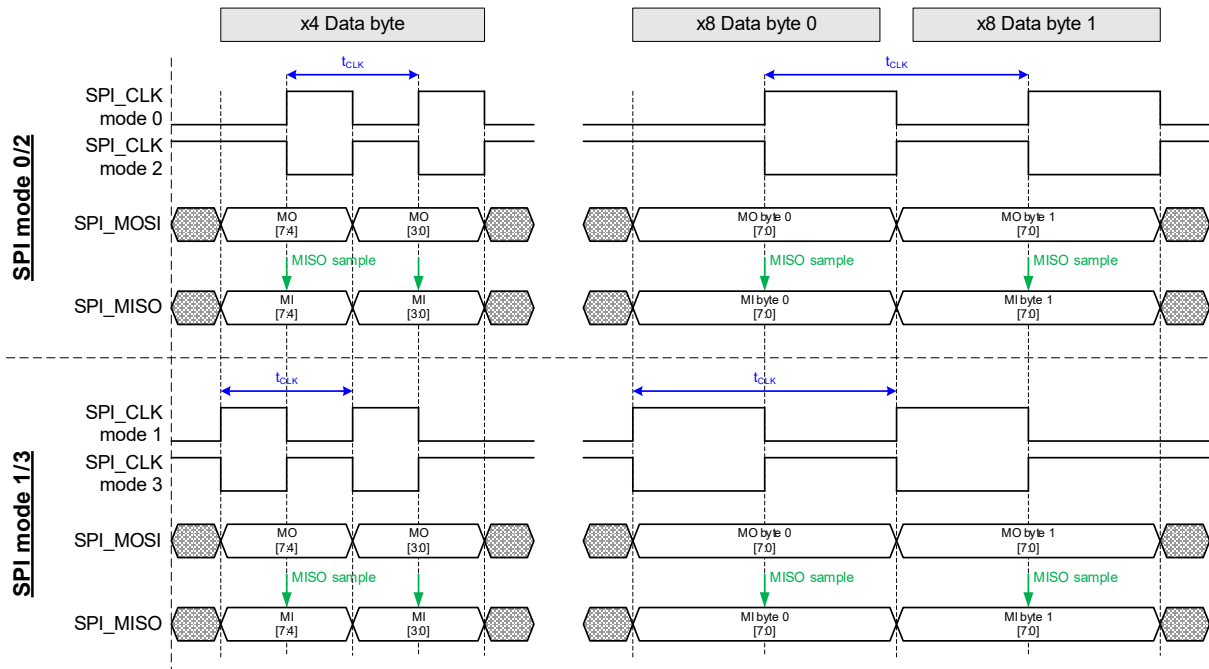 x4 Data byte
x8 Data byte 0
x8 Data byte 1
SPI mode 0/2
tCLK
tCLK
SPI_CLK
mode 0
SPI_CLK
mode 2
SPI_MOSI
MO
[7:4]
MO
[3:0]
MO byte 0
[7:0]
MO byte 1
[7:0]
MISO sample
MISO sample
MISO sample
SPI_MISO
MI
[7:4]
MI
[3:0]
MI byte 0
[7:0]
MI byte 1
[7:0]
SPI mode 1/3
tCLK
tCLK
SPI_CLK
mode 1
SPI_CLK
mode 3
SPI_MOSI
MO
[7:4]
MO
[3:0]
MO byte 0
[7:0]
MO byte 1
[7:0]
MISO sample
MISO sample
MISO sample
SPI_MISO
MI
[7:4]
MI
[3:0]
MI byte 0
[7:0]
MI byte 1
[7:0]